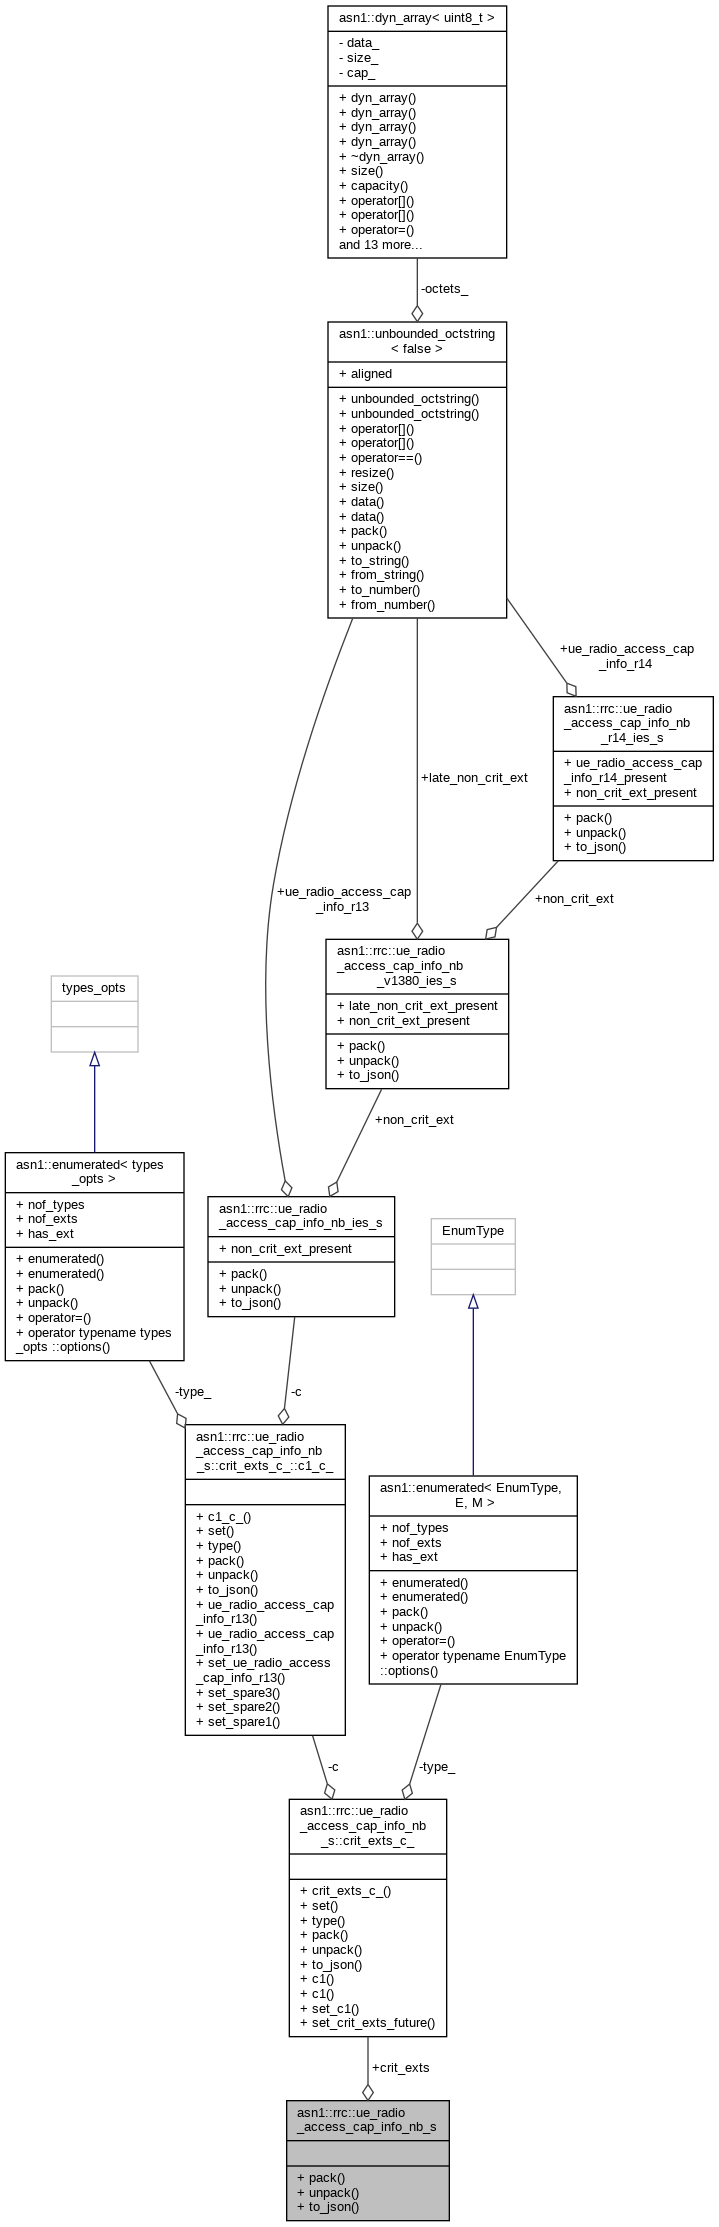 asn1::dyn_array< uint8_t >
- data_
- size_
- cap_
+ dyn_array()
+ dyn_array()
+ dyn_array()
+ dyn_array()
+ ~dyn_array()
+ size()
+ capacity()
+ operator[]()
+ operator[]()
+ operator=()
and 13 more...
-octets_
asn1::unbounded_octstring
< false >
+ aligned
+ unbounded_octstring()
+ unbounded_octstring()
+ operator[]()
+ operator[]()
+ operator==()
+ resize()
+ size()
+ data()
+ data()
+ pack()
+ unpack()
+ to_string()
+ from_string()
+ to_number()
+ from_number()
+ue_radio_access_cap
_info_r14
asn1::rrc::ue_radio
_access_cap_info_nb
_r14_ies_s
+ ue_radio_access_cap
_info_r14_present
+ non_crit_ext_present
+ pack()
+ unpack()
+ to_json()
+late_non_crit_ext
+ue_radio_access_cap
_info_r13
+non_crit_ext
asn1::rrc::ue_radio
_access_cap_info_nb
_v1380_ies_s
+ late_non_crit_ext_present
+ non_crit_ext_present
+ pack()
+ unpack()
+ to_json()
types_opts
+non_crit_ext
asn1::enumerated< types
_opts >
+ nof_types
+ nof_exts
+ has_ext
+ enumerated()
+ enumerated()
+ pack()
+ unpack()
+ operator=()
+ operator typename types
_opts ::options()
asn1::rrc::ue_radio
_access_cap_info_nb_ies_s
+ non_crit_ext_present
+ pack()
+ unpack()
+ to_json()
EnumType
-type_
-c
asn1::rrc::ue_radio
_access_cap_info_nb
_s::crit_exts_c_::c1_c_
+ c1_c_()
+ set()
+ type()
+ pack()
+ unpack()
+ to_json()
+ ue_radio_access_cap
_info_r13()
+ ue_radio_access_cap
_info_r13()
+ set_ue_radio_access
_cap_info_r13()
+ set_spare3()
+ set_spare2()
+ set_spare1()
asn1::enumerated< EnumType,
E, M >
+ nof_types
+ nof_exts
+ has_ext
+ enumerated()
+ enumerated()
+ pack()
+ unpack()
+ operator=()
+ operator typename EnumType
::options()
-c
-type_
asn1::rrc::ue_radio
_access_cap_info_nb
_s::crit_exts_c_
+ crit_exts_c_()
+ set()
+ type()
+ pack()
+ unpack()
+ to_json()
+ c1()
+ c1()
+ set_c1()
+ set_crit_exts_future()
+crit_exts
asn1::rrc::ue_radio
_access_cap_info_nb_s
+ pack()
+ unpack()
+ to_json()